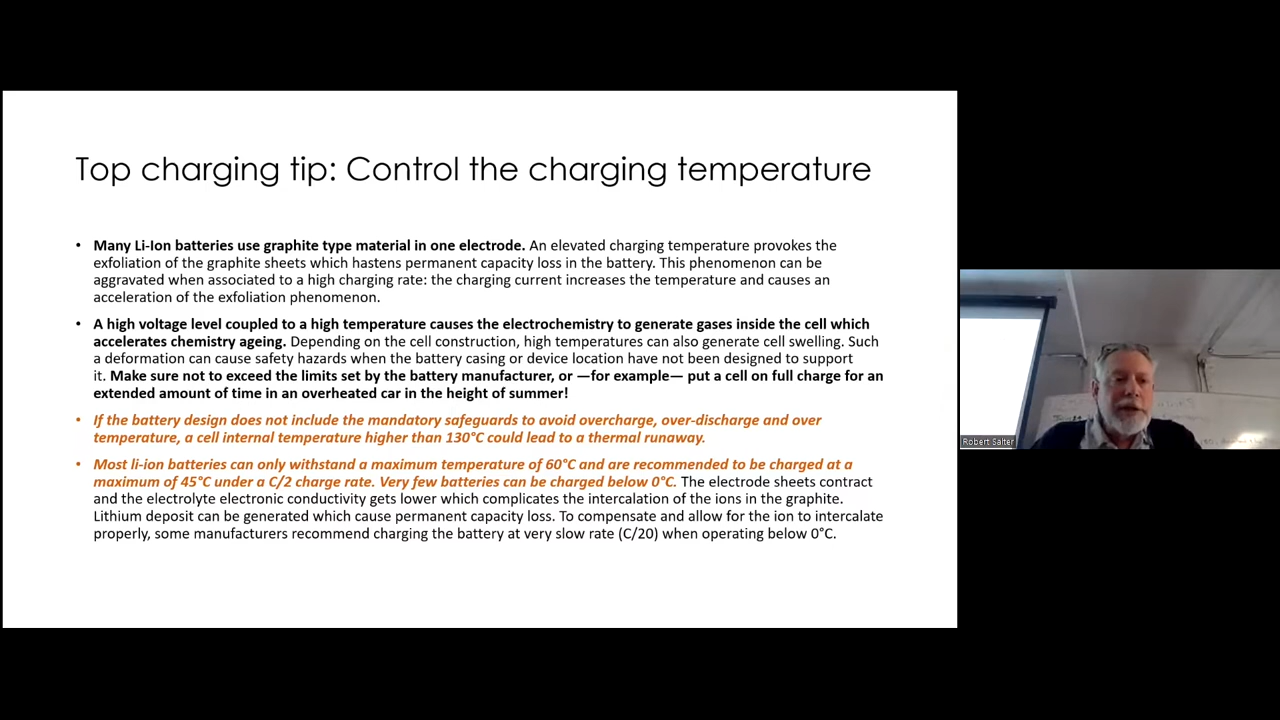 Top charging tip: Control the charging temperature
• Many Li-Ion batteries use graphite type material in one electrode. An elevated charging temperature provokes the
exfoliation of the graphite sheets which hastens permanent capacity loss in the battery. This phenomenon can be
aggravated when associated to a high charging rate: the charging current increases the temperature and causes an
acceleration of the exfoliation phenomenon.
• A high voltage level coupled to a high temperature causes the electrochemistry to generate gases inside the cell which
accelerates chemistry ageing. Depending on the cell construction, high temperatures can also generate cell swelling. Such
a deformation can cause safety hazards when the battery casing or device location have not been designed to support
it. Make sure not to exceed the limits set by the battery manufacturer, or —for example— put a cell on full charge for an
extended amount of time in an overheated car in the height of summer!
• If the battery design does not include the mandatory safeguards to avoid overcharge, over-discharge and over
temperature, a cell internal temperature higher than 130°C could lead to a thermal runaway.
• Most li-ion batteries can only withstand a maximum temperature of 60°C and are recommended to be charged at a
maximum of 45°C under a C/2 charge rate. Very few batteries can be charged below 0°C. The electrode sheets contract
and the electrolyte electronic conductivity gets lower which complicates the intercalation of the ions in the graphite.
Lithium deposit can be generated which cause permanent capacity loss. To compensate and allow for the ion to intercalate
properly, some manufacturers recommend charging the battery at very slow rate (C/20) when operating below 0°C.
Robert Salter